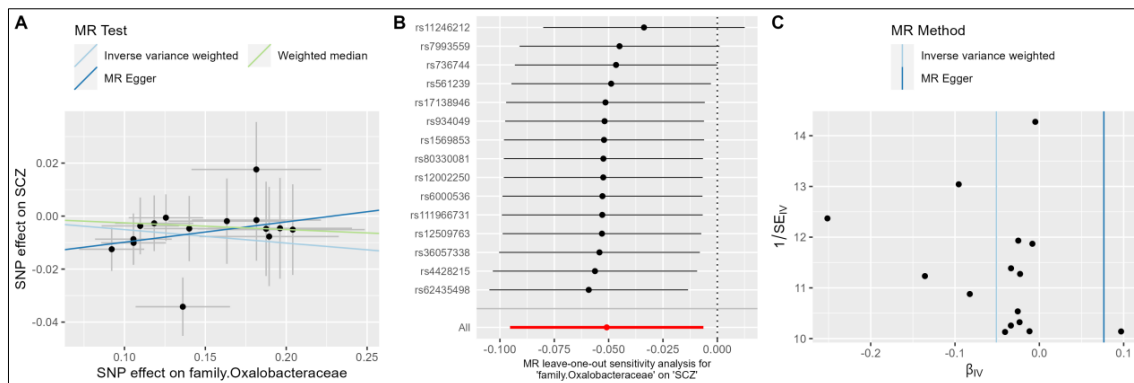 A
MR Test
Inverse variance weighted
Weighted median
MR Egger
SNP effect on SCZ
0.02
0.00
-0.02
-0.04
0.10
0.15
0.20
0.25
SNP effect on family.Oxalobacteraceae
B
rs11246212
rs7993559
rs736744
rs561239
rs17138946
rs934049
rs1569853
rs80330081
rs12002250
rs6000536
rs111966731
rs12509763
rs36057338
rs4428215
rs62435498
All
-0.100
-0.075
-0.050
-0.025
0.000
MR leave-one-out sensitivity analysis for
'family.Oxalobacteraceae' on 'SCZ'
C
MR Method
Inverse variance weighted
MR Egger
1/SEIV
14
13
12
11
10
-0.2
-0.1
0.0
0.1
βIV